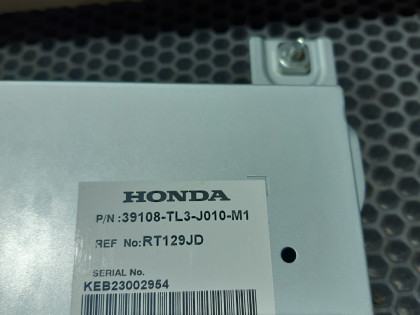 HONDA
P/N :39108-TL3-J010-M1
REF No:RT129JD
SERIAL No.
KEB23002954